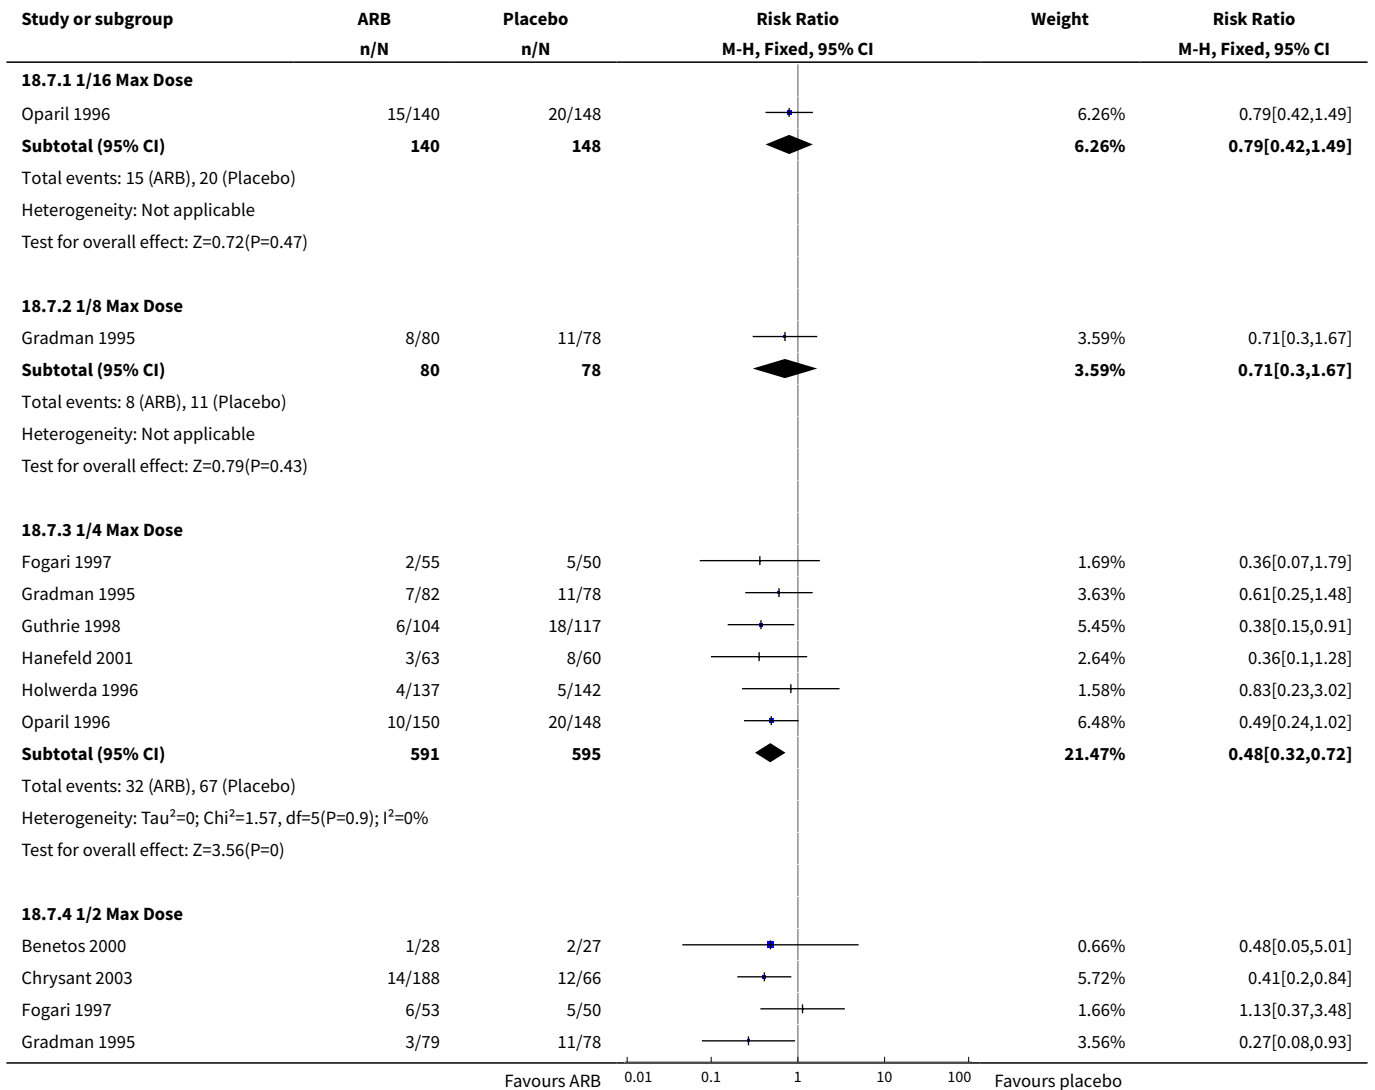 Study or subgroup ARB Placebo Risk Ratio Weight Risk Ratio
n/N n/N M-H, Fixed, 95% CI M-H, Fixed, 95% CI
18.7.1 1/16 Max Dose
Oparil 1996 15/140 20/148 6.26% 0.79[0.42,1.49]
Subtotal (95% CI) 140 148 6.26% 0.79[0.42,1.49]
Total events: 15 (ARB), 20 (Placebo)
Heterogeneity: Not applicable
Test for overall effect: Z=0.72(P=0.47)
18.7.2 1/8 Max Dose
Gradman 1995 8/80 11/78 3.59% 0.71[0.3,1.67]
Subtotal (95% CI) 80 78 3.59% 0.71[0.3,1.67]
Total events: 8 (ARB), 11 (Placebo)
Heterogeneity: Not applicable
Test for overall effect: Z=0.79(P=0.43)
18.7.3 1/4 Max Dose
Fogari 1997 2/55 5/50 1.69% 0.36[0.07,1.79]
Gradman 1995 7/82 11/78 3.63% 0.61[0.25,1.48]
Guthrie 1998 6/104 18/117 5.45% 0.38[0.15,0.91]
Hanefeld 2001 3/63 8/60 2.64% 0.36[0.1,1.28]
Holwerda 1996 4/137 5/142 1.58% 0.83[0.23,3.02]
Oparil 1996 10/150 20/148 6.48% 0.49[0.24,1.02]
Subtotal (95% CI) 591 595 21.47% 0.48[0.32,0.72]
Total events: 32 (ARB), 67 (Placebo)
Heterogeneity: Tau²=0; Chi²=1.57, df=5(P=0.9); I²=0%
Test for overall effect: Z=3.56(P=0)
18.7.4 1/2 Max Dose
Benetos 2000 1/28 2/27 0.66% 0.48[0.05,5.01]
Chrysant 2003 14/188 12/66 5.72% 0.41[0.2,0.84]
Fogari 1997 6/53 5/50 1.66% 1.13[0.37,3.48]
Gradman 1995 3/79 11/78 3.56% 0.27[0.08,0.93]
Favours ARB 0.01 0.1 1 10 100 Favours placebo